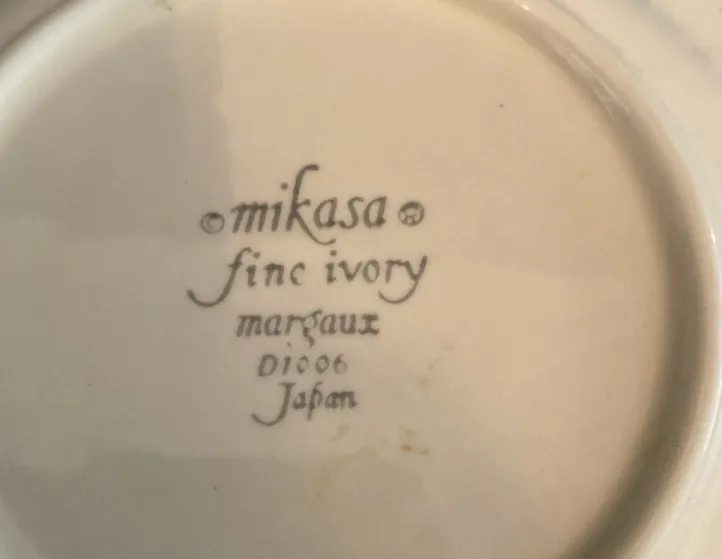 © mikasa ®
fine ivory
margaux
D1006
Japan